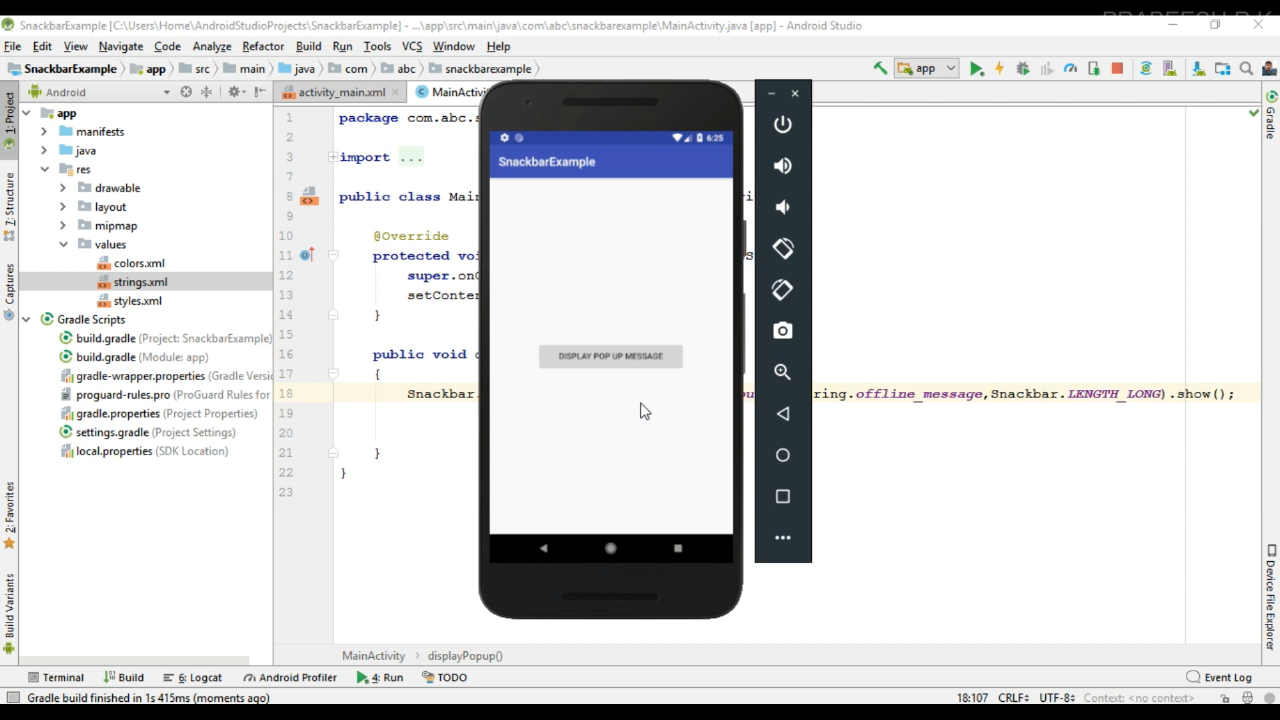 SnackbarExample [C:\Users\Home\AndroidStudioProjects\SnackbarExample] - ...\app\src\main\java\com\abc\snackbarexample\MainActivity.java [app] - Android Studio
File Edit View Navigate Code Analyze Refactor Build Run Tools VCS Window Help
SnackbarExample app src main java com abc snackbarexample app
1: Project
7: Structure
Captures
2: Favorites
Build Variants
Android
app
manifests
java
res
drawable
layout
mipmap
values
colors.xml
strings.xml
styles.xml
Gradle Scripts
build.gradle (Project: SnackbarExample)
build.gradle (Module: app)
gradle-wrapper.properties (Gradle Versi
proguard-rules.pro (ProGuard Rules for
gradle.properties (Project Properties)
settings.gradle (Project Settings)
local.properties (SDK Location)
activity_main.xml MainActivi
1 package com.abc.s
2
3 import ...
7
8 public class Main
9
10 @Override
11 protected voi
12 super.onC
13 setConten
14 }
15
16 public void d
17 {
18 Snackbar. ring.offline_message,Snackbar.LENGTH_LONG).show();
19
20
21 }
22 }
23
6:25
SnackbarExample
DISPLAY POP UP MESSAGE
Gradle
Device File Explorer
MainActivity displayPopup()
Terminal Build 6: Logcat Android Profiler 4: Run TODO Event Log
Gradle build finished in 1s 415ms (moments ago) 18:107 CRLF UTF-8 Context: <no context>